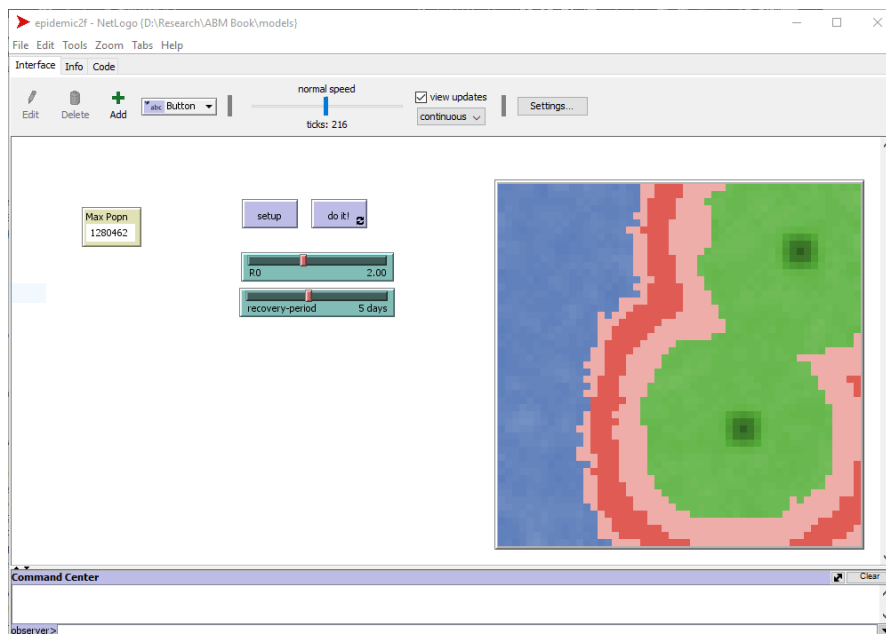 epidemic2f - NetLogo {D:\Research\ABM Book\models}
File Edit Tools Zoom Tabs Help
Interface Info Code
Edit Delete Add abc Button normal speed ticks: 216 view updates continuous Settings...
Max Popn
1280462
setup do it!
R0 2.00
recovery-period 5 days
Command Center Clear
observer>